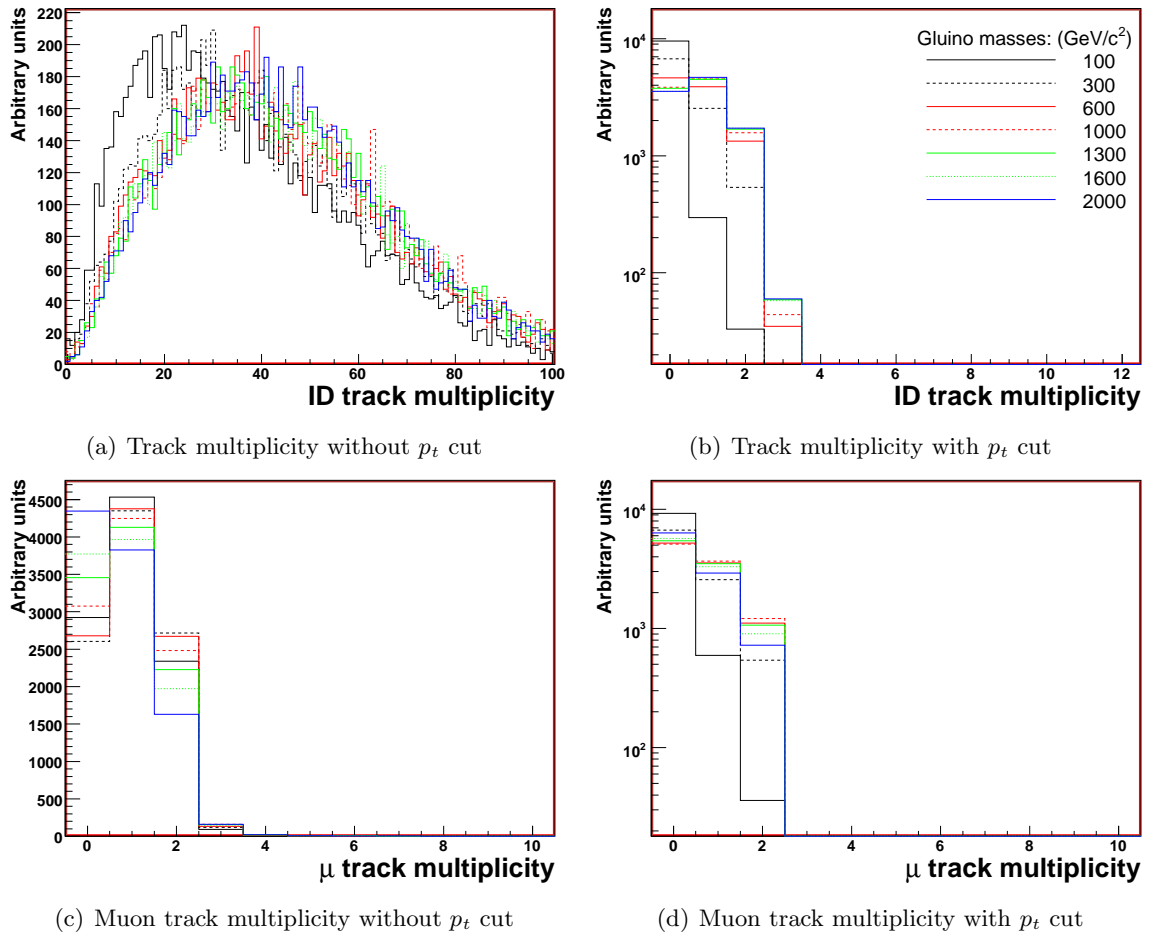 Arbitrary units
220
200
180
160
140
120
100
80
60
40
20
0
0 20 40 60 80 100
ID track multiplicity
(a) Track multiplicity without p_t cut
Arbitrary units
10^4
10^3
10^2
Gluino masses: (GeV/c^2)
100
300
600
1000
1300
1600
2000
0 2 4 6 8 10 12
ID track multiplicity
(b) Track multiplicity with p_t cut
Arbitrary units
4500
4000
3500
3000
2500
2000
1500
1000
500
0
0 2 4 6 8 10
μ track multiplicity
(c) Muon track multiplicity without p_t cut
Arbitrary units
10^4
10^3
10^2
0 2 4 6 8 10
μ track multiplicity
(d) Muon track multiplicity with p_t cut